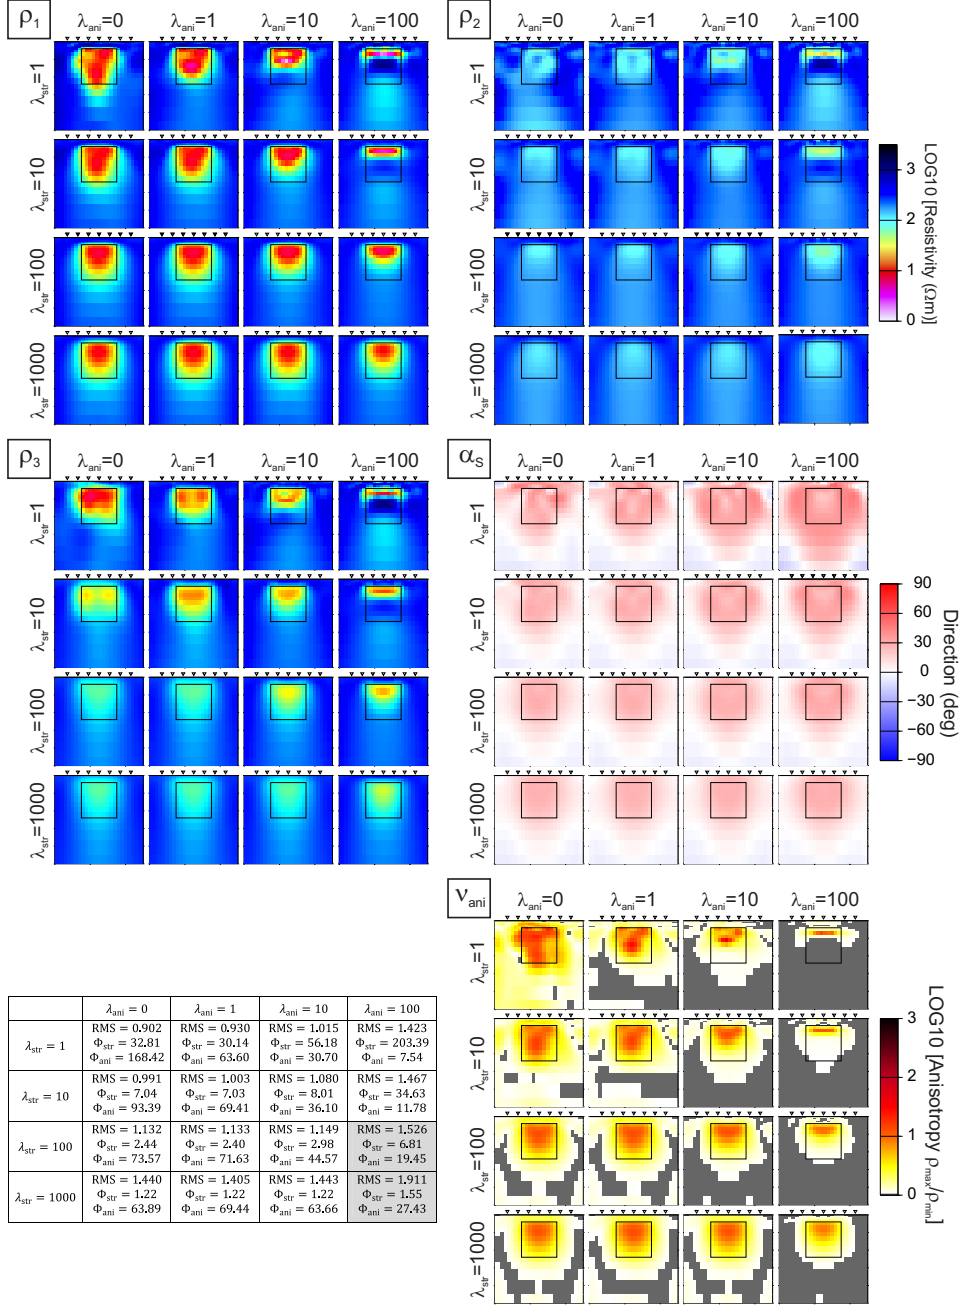 ρ₁ λani=0 λani=1 λani=10 λani=100
λstr=1
λstr=10
λstr=100
λstr=1000
ρ₂ λani=0 λani=1 λani=10 λani=100
λstr=1
λstr=10
λstr=100
λstr=1000
3
2
1
0
LOG10 [Resistivity (Ωm)]
ρ₃ λani=0 λani=1 λani=10 λani=100
λstr=1
λstr=10
λstr=100
λstr=1000
αS λani=0 λani=1 λani=10 λani=100
λstr=1
λstr=10
λstr=100
λstr=1000
90
60
30
0
−30
−60
−90
Direction (deg)
νani λani=0 λani=1 λani=10 λani=100
λstr=1
λstr=10
λstr=100
λstr=1000
3
2
1
0
LOG10 [Anisotropy ρmax/ρmin]
λani = 0 λani = 1 λani = 10 λani = 100
λstr = 1
RMS = 0.902 RMS = 0.930 RMS = 1.015 RMS = 1.423
Φstr = 32.81 Φstr = 30.14 Φstr = 56.18 Φstr = 203.39
Φani = 168.42 Φani = 63.60 Φani = 30.70 Φani = 7.54
λstr = 10
RMS = 0.991 RMS = 1.003 RMS = 1.080 RMS = 1.467
Φstr = 7.04 Φstr = 7.03 Φstr = 8.01 Φstr = 34.63
Φani = 93.39 Φani = 69.41 Φani = 36.10 Φani = 11.78
λstr = 100
RMS = 1.132 RMS = 1.133 RMS = 1.149 RMS = 1.526
Φstr = 2.44 Φstr = 2.40 Φstr = 2.98 Φstr = 6.81
Φani = 73.57 Φani = 71.63 Φani = 44.57 Φani = 19.45
λstr = 1000
RMS = 1.440 RMS = 1.405 RMS = 1.443 RMS = 1.911
Φstr = 1.22 Φstr = 1.22 Φstr = 1.22 Φstr = 1.55
Φani = 63.89 Φani = 69.44 Φani = 63.66 Φani = 27.43